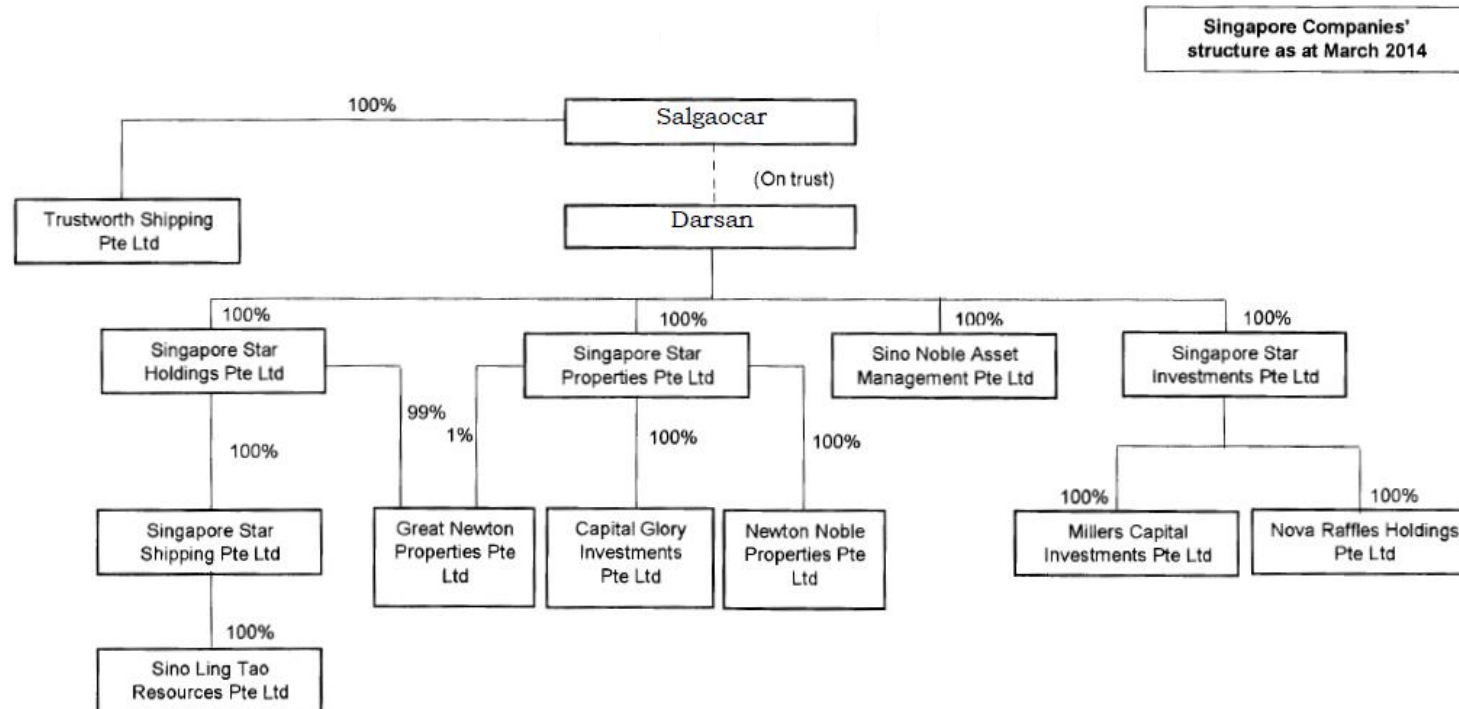 Singapore Companies'
structure as at March 2014
100%
Salgaocar
(On trust)
Trustworth Shipping
Pte Ltd
Darsan
100%
100%
100%
100%
Singapore Star
Holdings Pte Ltd
Singapore Star
Properties Pte Ltd
Sino Noble Asset
Management Pte Ltd
Singapore Star
Investments Pte Ltd
99%
1%
100%
100%
100%
100%
100%
Singapore Star
Shipping Pte Ltd
Great Newton
Properties Pte
Ltd
Capital Glory
Investments
Pte Ltd
Newton Noble
Properties Pte
Ltd
Millers Capital
Investments Pte Ltd
Nova Raffles Holdings
Pte Ltd
100%
Sino Ling Tao
Resources Pte Ltd